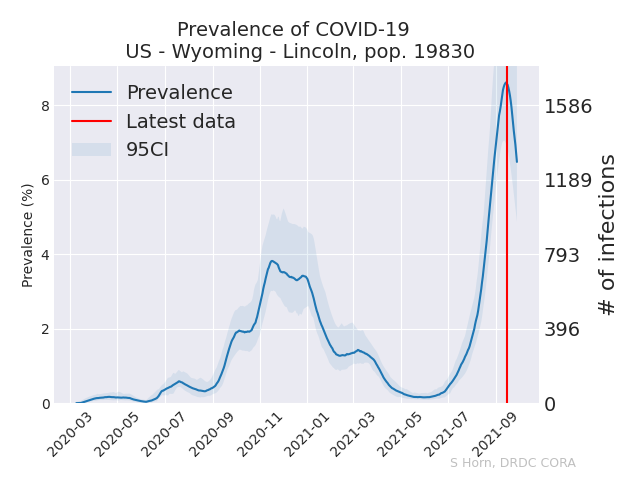 Prevalence of COVID-19
US - Wyoming - Lincoln, pop. 19830
Prevalence
Latest data
95CI
Prevalence (%)
8
6
4
2
0
1586
1189
793
396
0
# of infections
2020-03
2020-05
2020-07
2020-09
2020-11
2021-01
2021-03
2021-05
2021-07
2021-09
S Horn, DRDC CORA